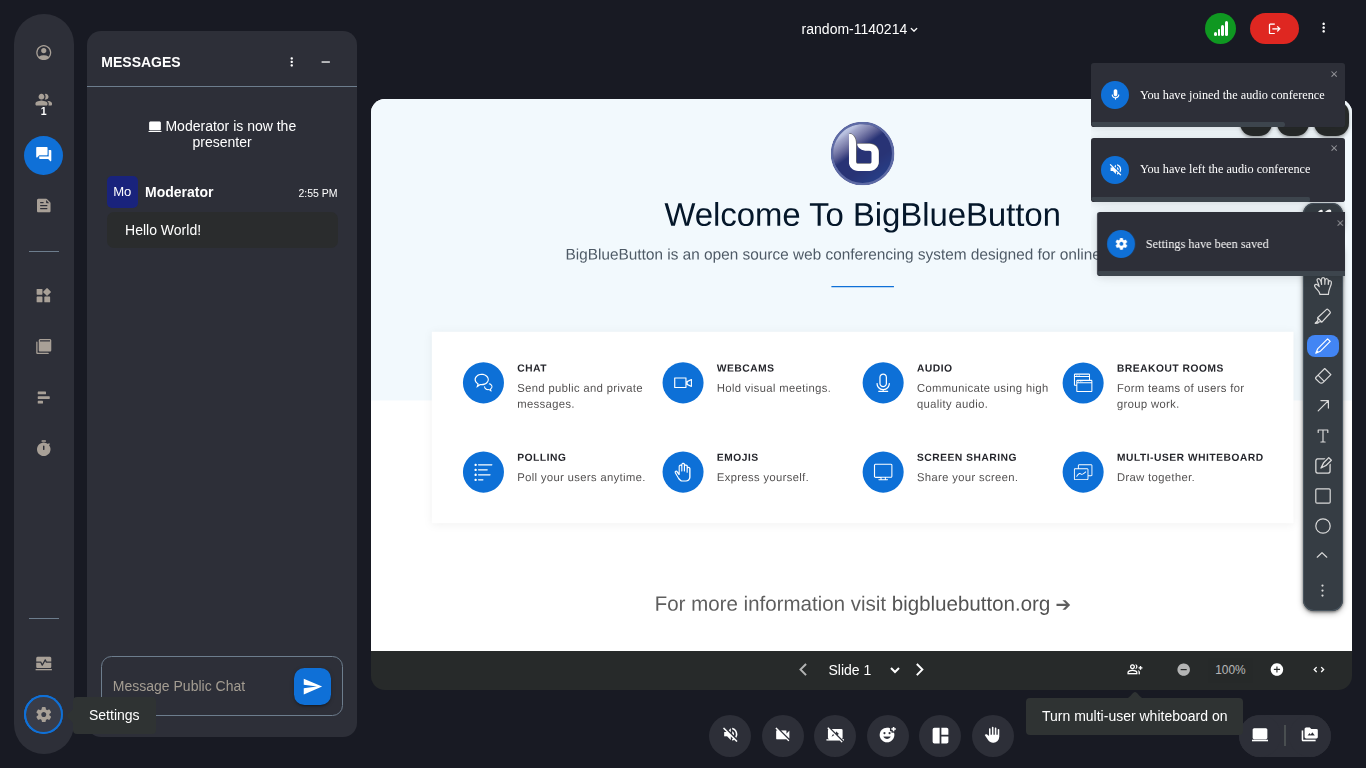 random-1140214
1
MESSAGES
Moderator is now the
presenter
Mo
Moderator
2:55 PM
Hello World!
Message Public Chat
Settings
You have joined the audio conference
You have left the audio conference
Settings have been saved
Welcome To BigBlueButton
BigBlueButton is an open source web conferencing system designed for online
CHAT
Send public and private
messages.
WEBCAMS
Hold visual meetings.
AUDIO
Communicate using high
quality audio.
BREAKOUT ROOMS
Form teams of users for
group work.
POLLING
Poll your users anytime.
EMOJIS
Express yourself.
SCREEN SHARING
Share your screen.
MULTI-USER WHITEBOARD
Draw together.
For more information visit bigbluebutton.org ➔
Slide 1
100%
Turn multi-user whiteboard on